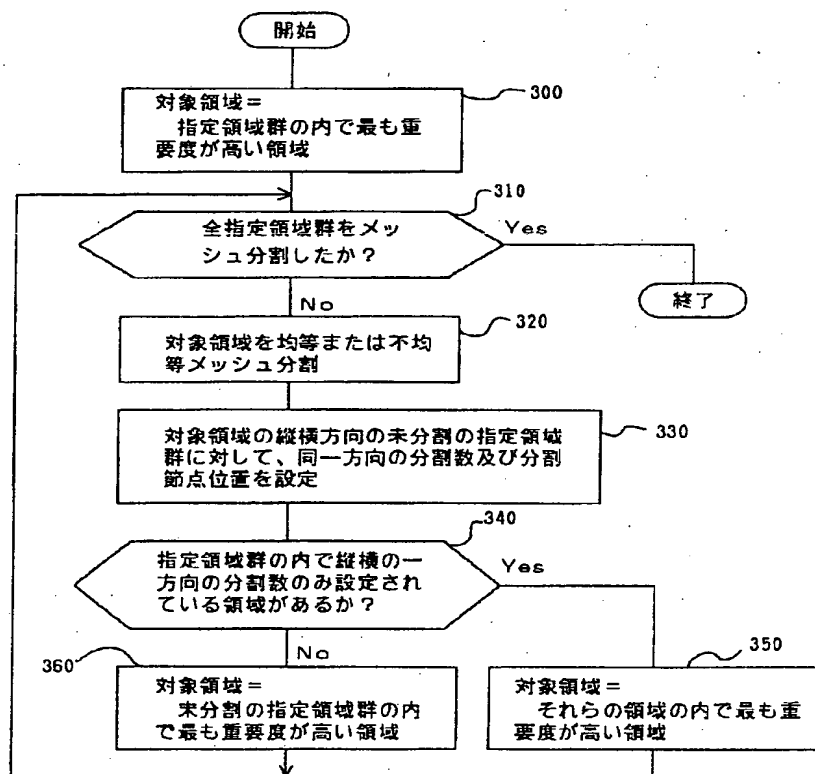 開始
300
対象領域=
指定領域群の内で最も重
要度が高い領域
310
全指定領域群をメッ
シュ分割したか?
Yes
No
終了
320
対象領域を均等または不均
等メッシュ分割
330
対象領域の縦横方向の未分割の指定領域
群に対して、同一方向の分割数及び分割
節点位置を設定
340
指定領域群の内で縦横の一
方向の分割数のみ設定され
ている領域があるか?
Yes
No
360
対象領域=
未分割の指定領域群の内
で最も重要度が高い領域
350
対象領域=
それらの領域の内で最も重
要度が高い領域